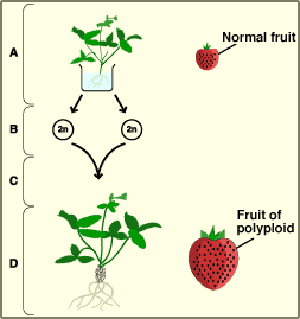 A
Normal fruit
B
2n 2n
C
D
Fruit of
polyploid